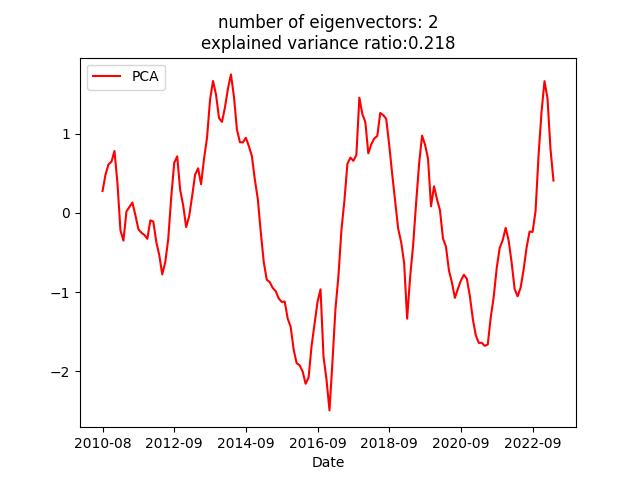 number of eigenvectors: 2
explained variance ratio:0.218
PCA
1
0
−1
−2
2010-08 2012-09 2014-09 2016-09 2018-09 2020-09 2022-09
Date